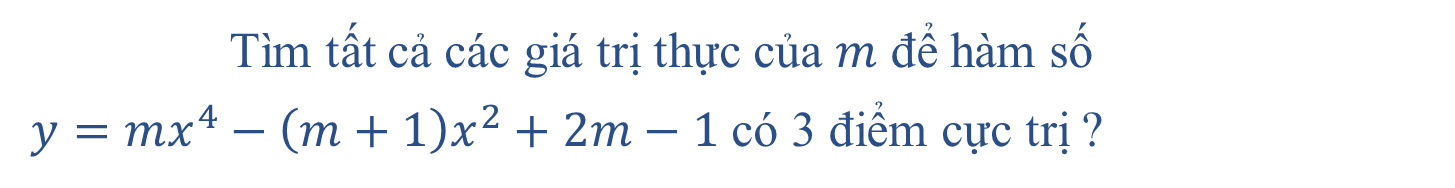 Tìm tất cả các giá trị thực của m để hàm số
y = mx⁴ − (m + 1)x² + 2m − 1 có 3 điểm cực trị ?